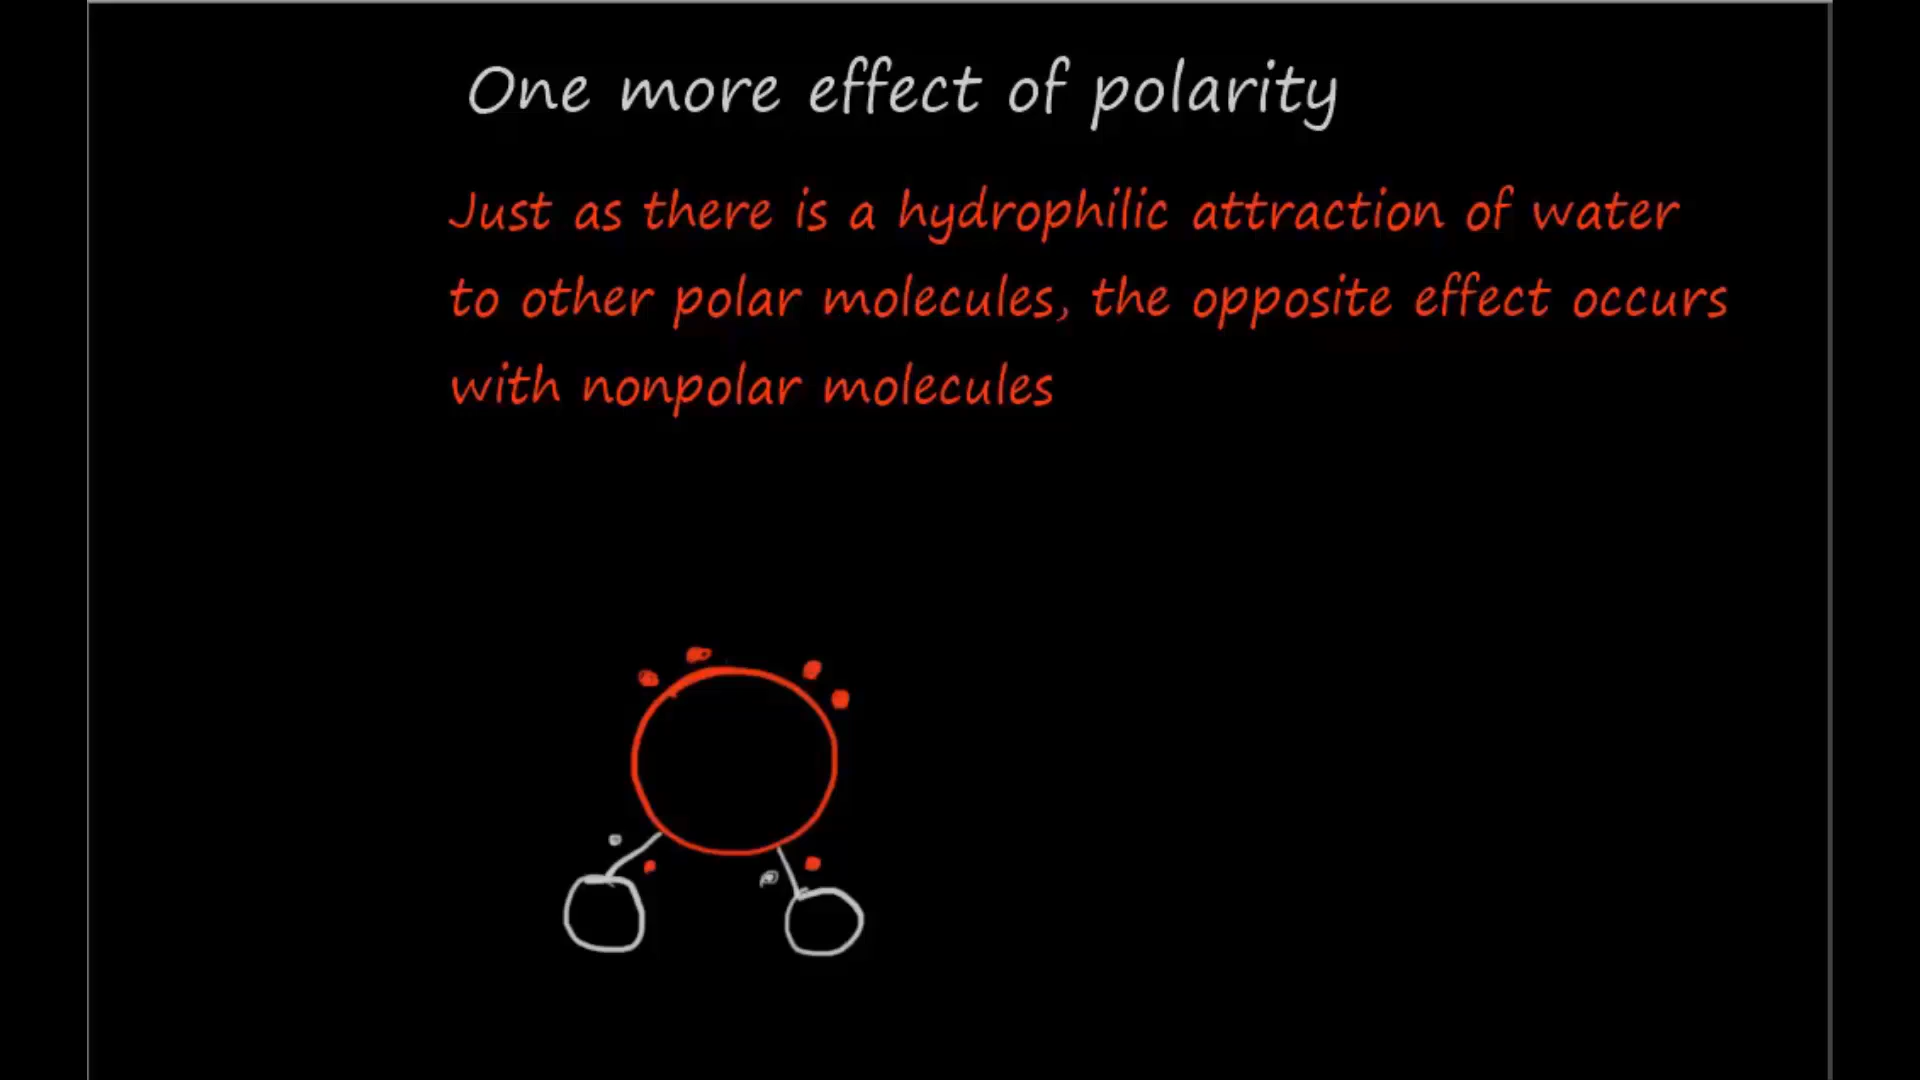 One more effect of polarity
Just as there is a hydrophilic attraction of water
to other polar molecules, the opposite effect occurs
with nonpolar molecules